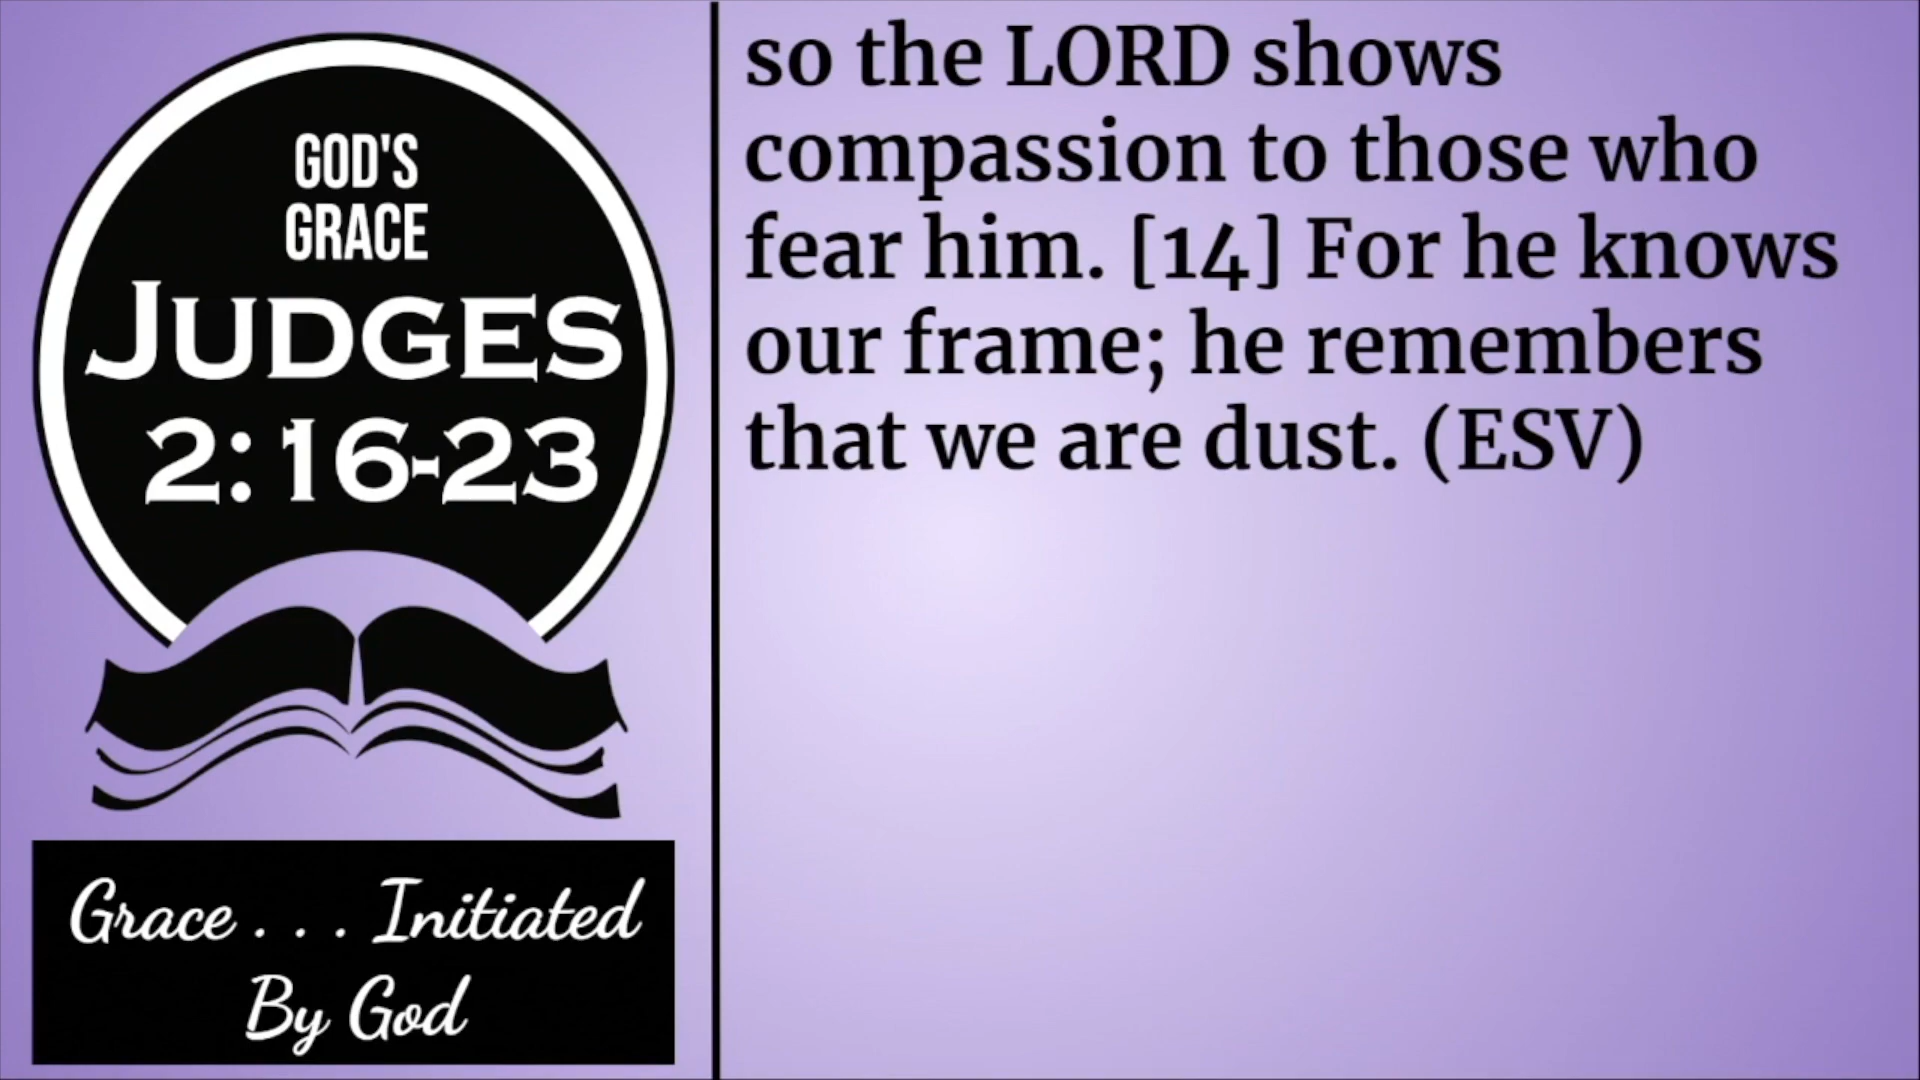 GOD'S
GRACE
JUDGES
2:16-23
Grace . . . Initiated
By God
so the LORD shows
compassion to those who
fear him. [14] For he knows
our frame; he remembers
that we are dust. (ESV)